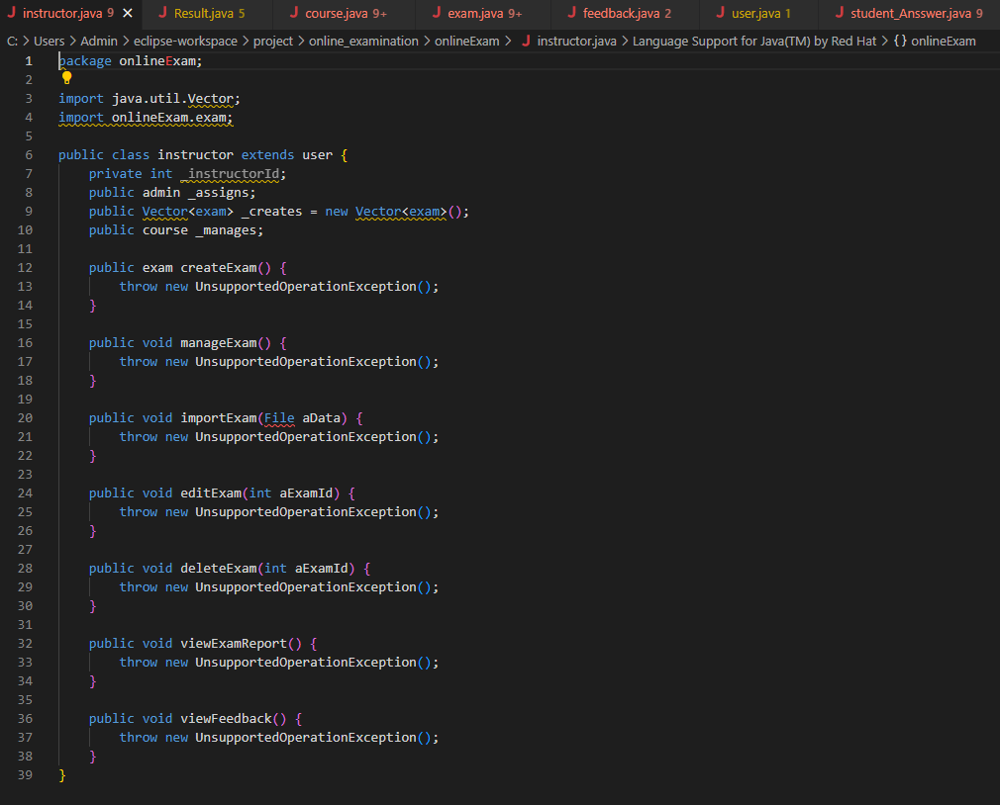 instructor.java 9 Result.java 5 course.java 9+ exam.java 9+ feedback.java 2 user.java 1 student_Ansswer.java 9
C: > Users > Admin > eclipse-workspace > project > online_examination > onlineExam > instructor.java > Language Support for Java(TM) by Red Hat > {} onlineExam
1 package onlineExam;
2
3 import java.util.Vector;
4 import onlineExam.exam;
5
6 public class instructor extends user {
7 private int _instructorId;
8 public admin _assigns;
9 public Vector<exam> _creates = new Vector<exam>();
10 public course _manages;
11
12 public exam createExam() {
13 throw new UnsupportedOperationException();
14 }
15
16 public void manageExam() {
17 throw new UnsupportedOperationException();
18 }
19
20 public void importExam(File aData) {
21 throw new UnsupportedOperationException();
22 }
23
24 public void editExam(int aExamId) {
25 throw new UnsupportedOperationException();
26 }
27
28 public void deleteExam(int aExamId) {
29 throw new UnsupportedOperationException();
30 }
31
32 public void viewExamReport() {
33 throw new UnsupportedOperationException();
34 }
35
36 public void viewFeedback() {
37 throw new UnsupportedOperationException();
38 }
39 }